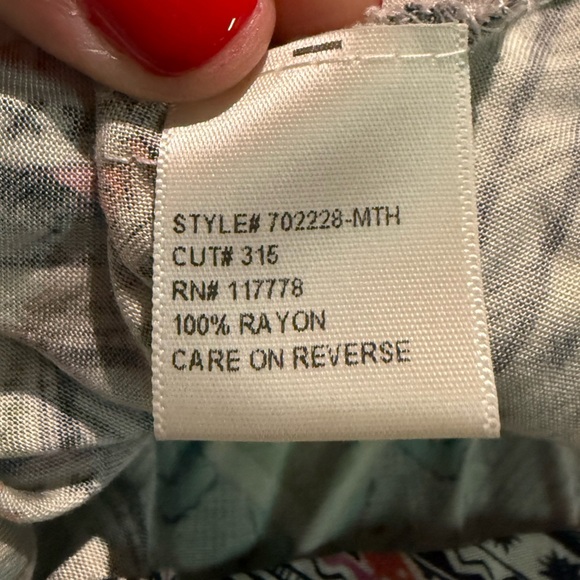 STYLE# 702228-MTH
CUT# 315
RN# 117778
100% RAYON
CARE ON REVERSE